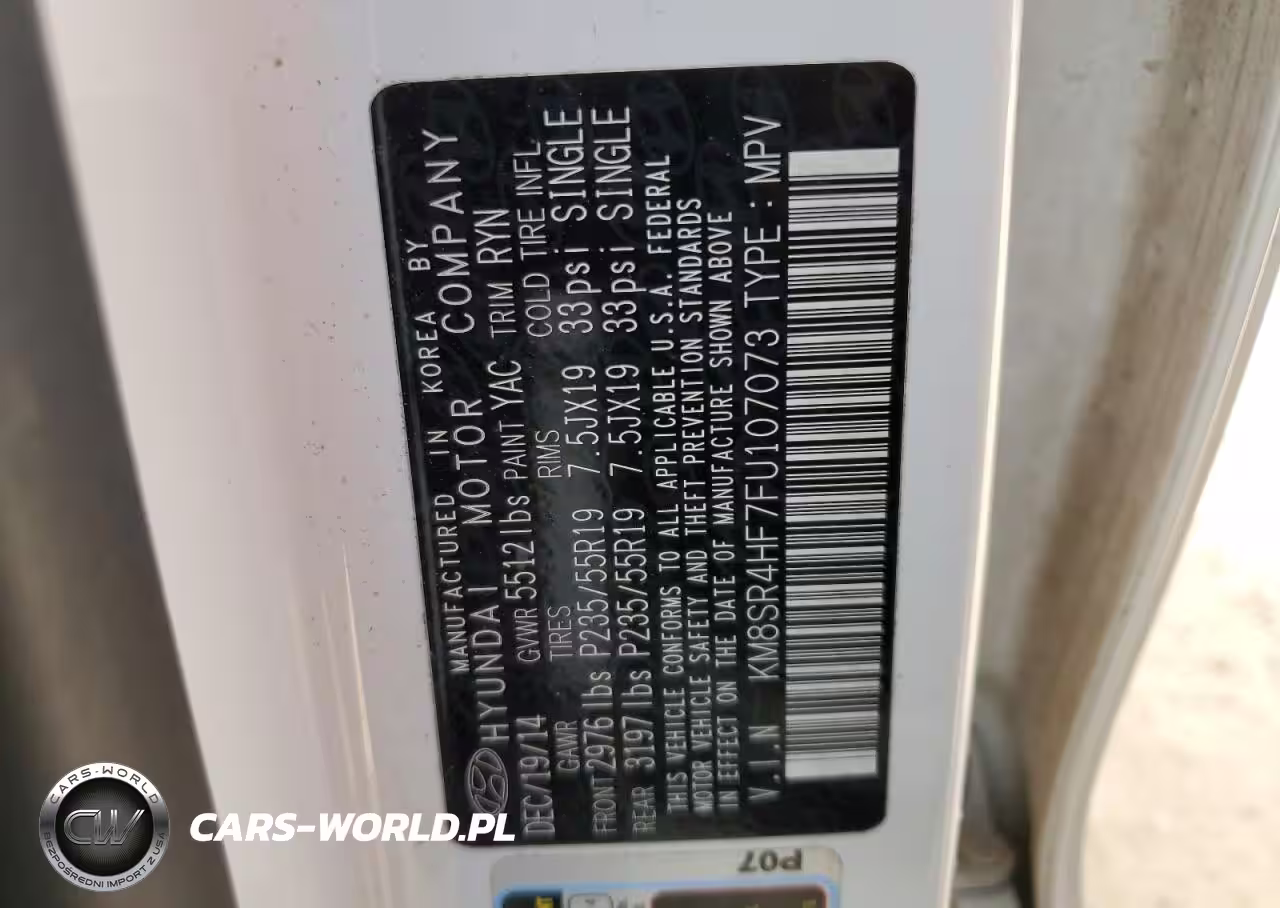 MANUFACTURED IN KOREA BY
HYUNDAI MOTOR COMPANY
DEC/19/14 GVWR 5512lbs PAINT YAC TRIM RYN
GAWR TIRES RIMS COLD TIRE INFL.
FRONT 2976lbs P235/55R19 7.5JX19 33psi SINGLE
REAR 3197lbs P235/55R19 7.5JX19 33psi SINGLE
THIS VEHICLE CONFORMS TO ALL APPLICABLE U.S.A. FEDERAL
MOTOR VEHICLE SAFETY AND THEFT PREVENTION STANDARDS
IN EFFECT ON THE DATE OF MANUFACTURE SHOWN ABOVE
V.I.N KM8SR4HF7FU107073 TYPE : MPV
P07
CARS-WORLD
CW
BEZPOŚREDNI IMPORT Z USA
CARS-WORLD.PL